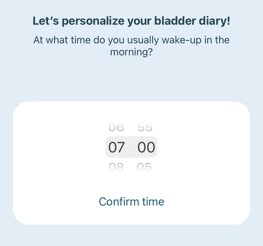 Let's personalize your bladder diary!
At what time do you usually wake-up in the
morning?
06 55
07 00
08 05
Confirm time